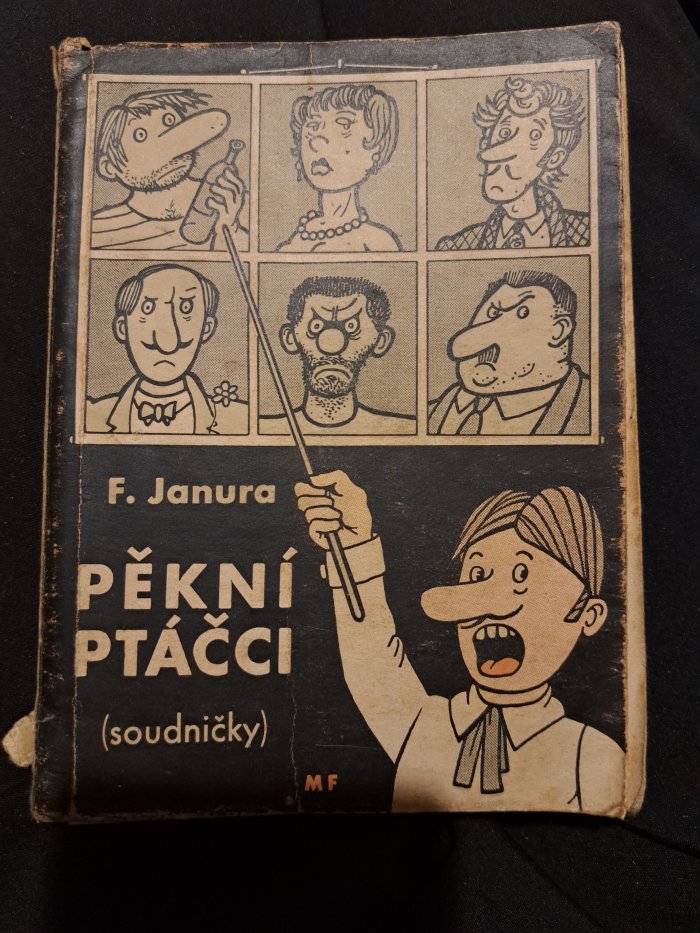 F. Janura
PĚKNÍ
PTÁČCI
(soudničky)
MF